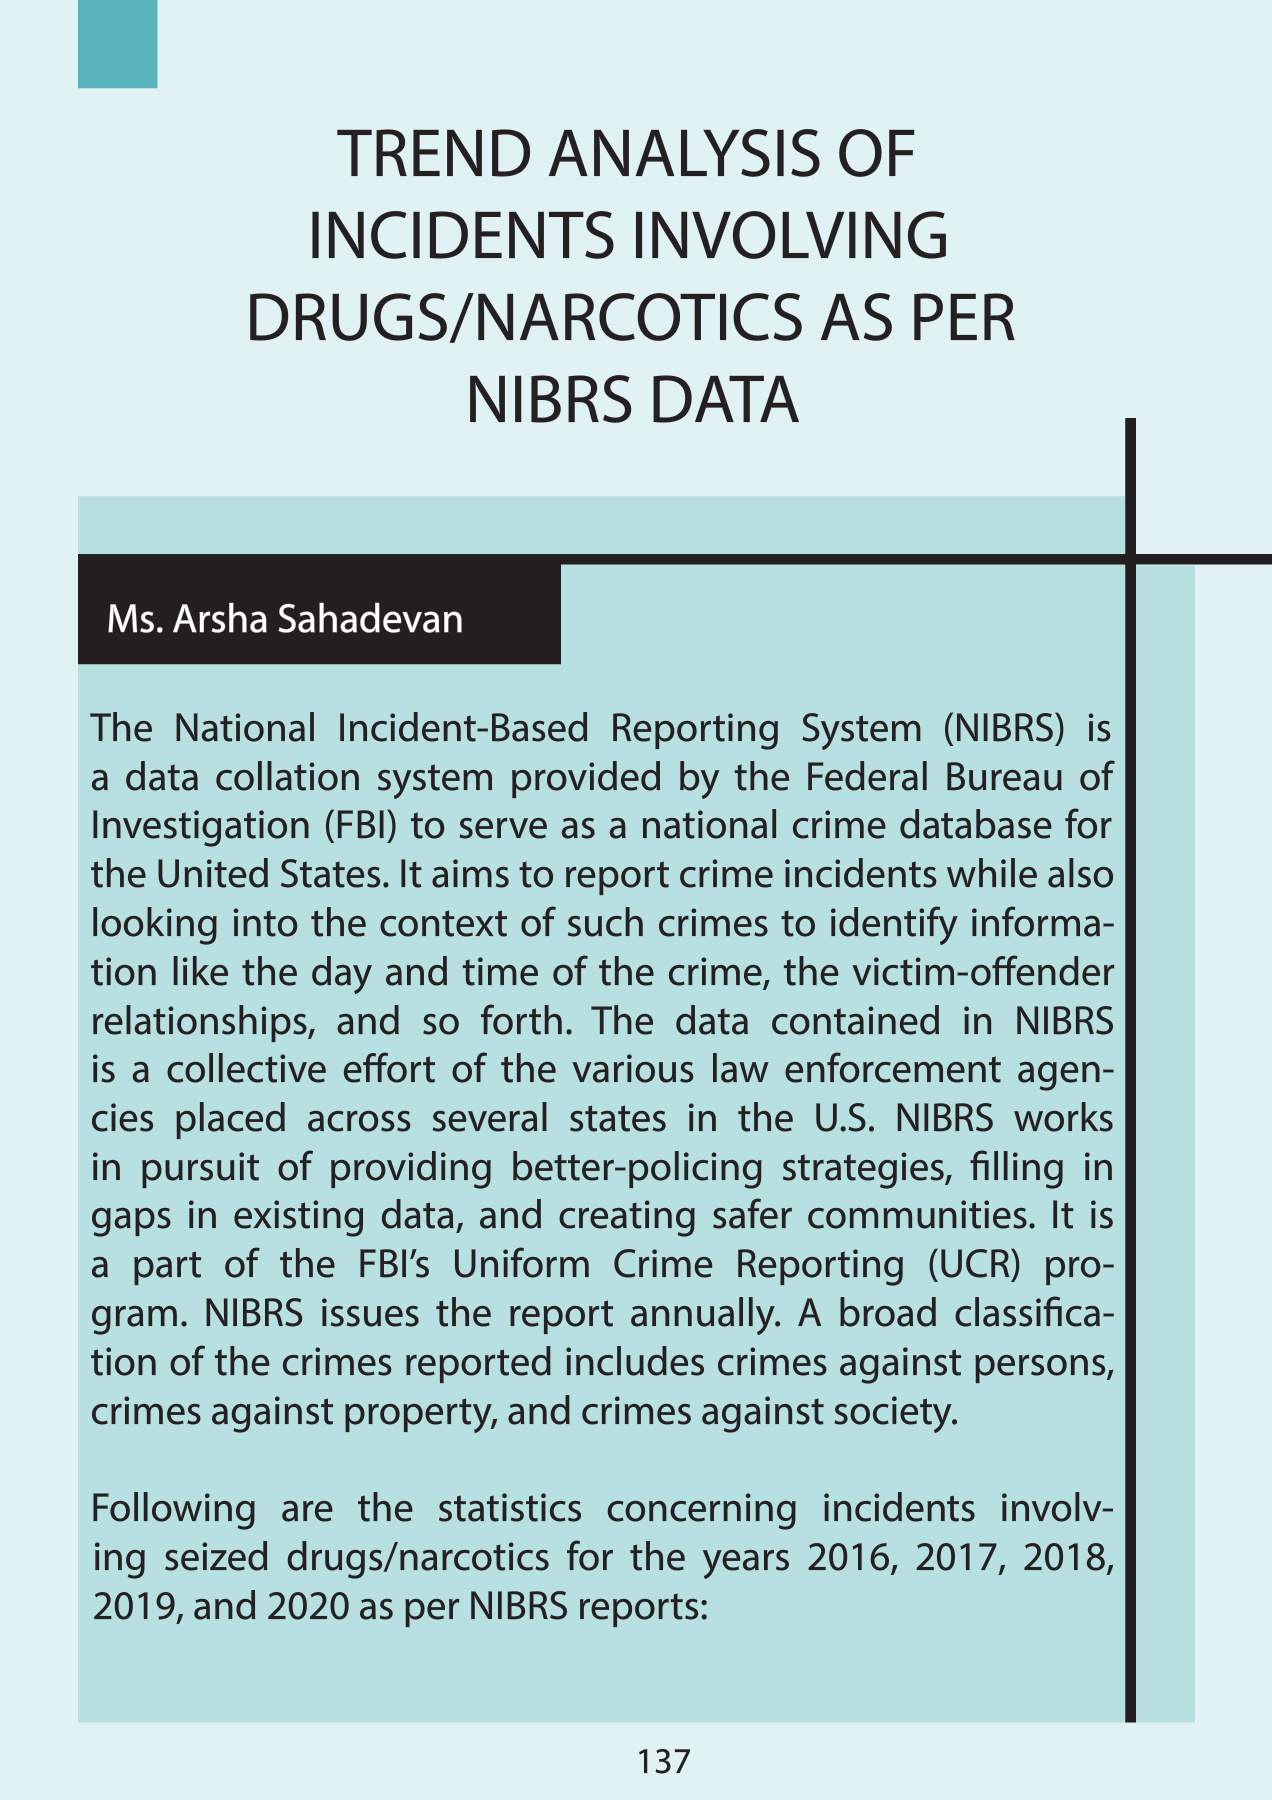 TREND ANALYSIS OF
INCIDENTS INVOLVING
DRUGS/NARCOTICS AS PER
NIBRS DATA
Ms. Arsha Sahadevan
The National Incident-Based Reporting System (NIBRS) is
a data collation system provided by the Federal Bureau of
Investigation (FBI) to serve as a national crime database for
the United States. It aims to report crime incidents while also
looking into the context of such crimes to identify informa-
tion like the day and time of the crime, the victim-offender
relationships, and so forth. The data contained in NIBRS
is a collective effort of the various law enforcement agen-
cies placed across several states in the U.S. NIBRS works
in pursuit of providing better-policing strategies, filling in
gaps in existing data, and creating safer communities. It is
a part of the FBI’s Uniform Crime Reporting (UCR) pro-
gram. NIBRS issues the report annually. A broad classifica-
tion of the crimes reported includes crimes against persons,
crimes against property, and crimes against society.
Following are the statistics concerning incidents involv-
ing seized drugs/narcotics for the years 2016, 2017, 2018,
2019, and 2020 as per NIBRS reports:
137